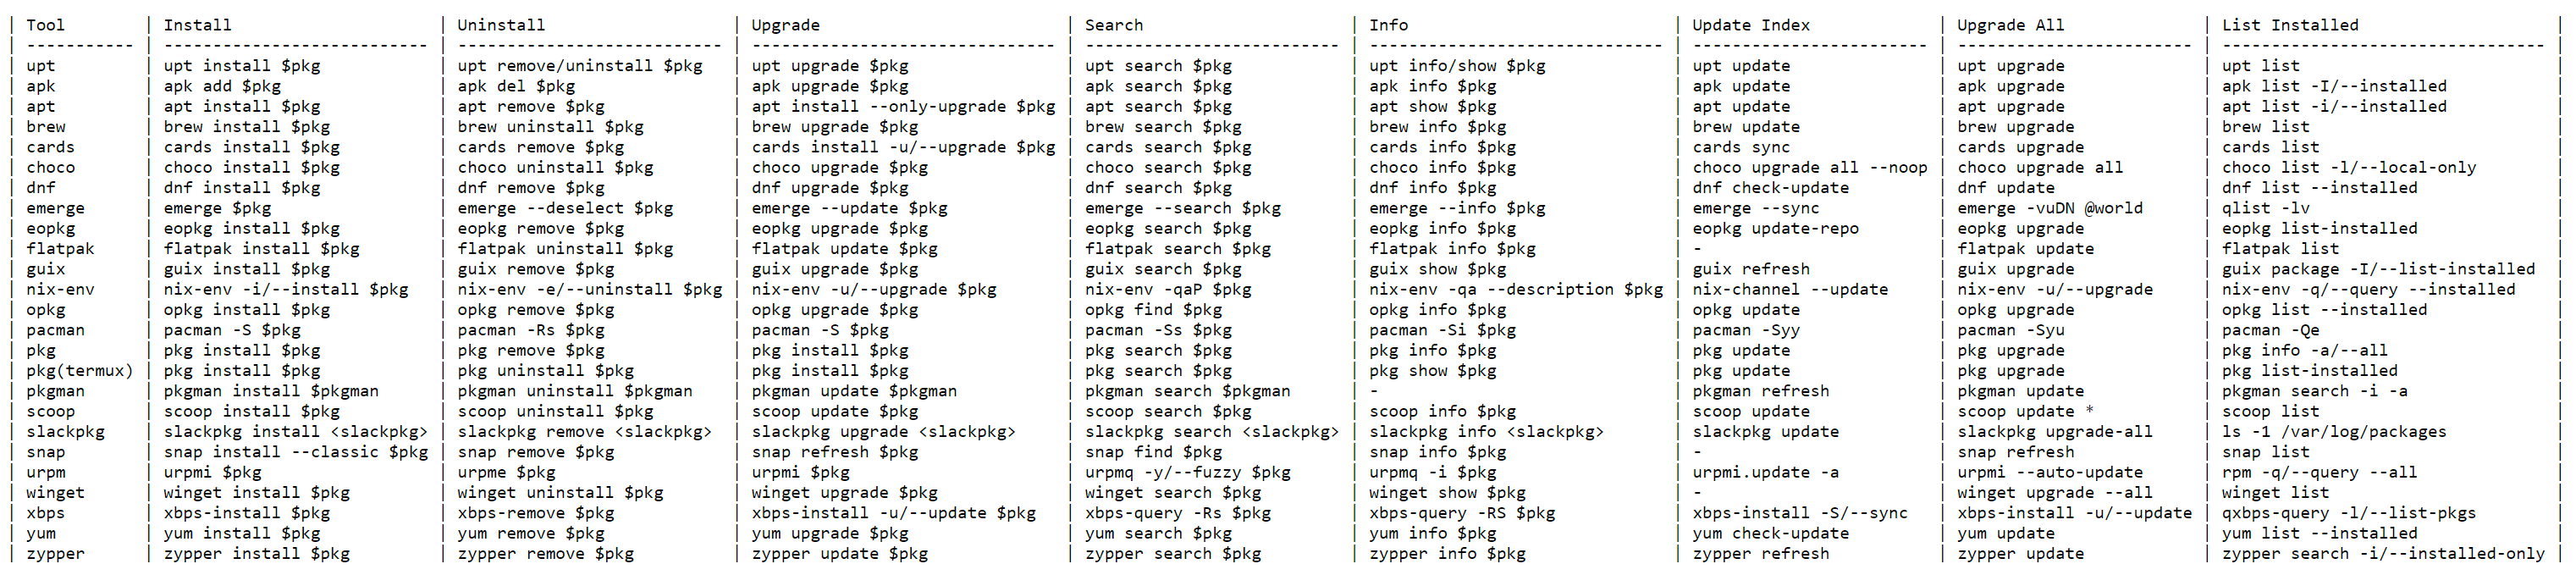 | Tool        | Install                     | Uninstall                   | Upgrade                         | Search                     | Info                           | Update Index             | Upgrade All              | List Installed                    |
| ----------- | --------------------------- | --------------------------- | ------------------------------- | -------------------------- | ------------------------------ | ------------------------ | ------------------------ | --------------------------------- |
| upt         | upt install $pkg            | upt remove/uninstall $pkg   | upt upgrade $pkg                | upt search $pkg            | upt info/show $pkg             | upt update               | upt upgrade              | upt list                          |
| apk         | apk add $pkg                | apk del $pkg                | apk upgrade $pkg                | apk search $pkg            | apk info $pkg                  | apk update               | apk upgrade              | apk list -I/--installed           |
| apt         | apt install $pkg            | apt remove $pkg             | apt install --only-upgrade $pkg | apt search $pkg            | apt show $pkg                  | apt update               | apt upgrade              | apt list -i/--installed           |
| brew        | brew install $pkg           | brew uninstall $pkg         | brew upgrade $pkg               | brew search $pkg           | brew info $pkg                 | brew update              | brew upgrade             | brew list                         |
| cards       | cards install $pkg          | cards remove $pkg           | cards install -u/--upgrade $pkg | cards search $pkg          | cards info $pkg                | cards sync               | cards upgrade            | cards list                        |
| choco       | choco install $pkg          | choco uninstall $pkg        | choco upgrade $pkg              | choco search $pkg          | choco info $pkg                | choco upgrade all --noop | choco upgrade all        | choco list -l/--local-only        |
| dnf         | dnf install $pkg            | dnf remove $pkg             | dnf upgrade $pkg                | dnf search $pkg            | dnf info $pkg                  | dnf check-update         | dnf update               | dnf list --installed              |
| emerge      | emerge $pkg                 | emerge --deselect $pkg      | emerge --update $pkg            | emerge --search $pkg       | emerge --info $pkg             | emerge --sync            | emerge -vuDN @world      | qlist -lv                         |
| eopkg       | eopkg install $pkg          | eopkg remove $pkg           | eopkg upgrade $pkg              | eopkg search $pkg          | eopkg info $pkg                | eopkg update-repo        | eopkg upgrade            | eopkg list-installed              |
| flatpak     | flatpak install $pkg        | flatpak uninstall $pkg      | flatpak update $pkg             | flatpak search $pkg        | flatpak info $pkg              | -                        | flatpak update           | flatpak list                      |
| guix        | guix install $pkg           | guix remove $pkg            | guix upgrade $pkg               | guix search $pkg           | guix show $pkg                 | guix refresh             | guix upgrade             | guix package -I/--list-installed  |
| nix-env     | nix-env -i/--install $pkg   | nix-env -e/--uninstall $pkg | nix-env -u/--upgrade $pkg       | nix-env -qaP $pkg          | nix-env -qa --description $pkg | nix-channel --update     | nix-env -u/--upgrade     | nix-env -q/--query --installed    |
| opkg        | opkg install $pkg           | opkg remove $pkg            | opkg upgrade $pkg               | opkg find $pkg             | opkg info $pkg                 | opkg update              | opkg upgrade             | opkg list --installed             |
| pacman      | pacman -S $pkg              | pacman -Rs $pkg             | pacman -S $pkg                  | pacman -Ss $pkg            | pacman -Si $pkg                | pacman -Syy              | pacman -Syu              | pacman -Qe                        |
| pkg         | pkg install $pkg            | pkg remove $pkg             | pkg install $pkg                | pkg search $pkg            | pkg info $pkg                  | pkg update               | pkg upgrade              | pkg info -a/--all                 |
| pkg(termux) | pkg install $pkg            | pkg uninstall $pkg          | pkg install $pkg                | pkg search $pkg            | pkg show $pkg                  | pkg update               | pkg upgrade              | pkg list-installed                |
| pkgman      | pkgman install $pkgman      | pkgman uninstall $pkgman    | pkgman update $pkgman           | pkgman search $pkgman      | -                              | pkgman refresh           | pkgman update            | pkgman search -i -a               |
| scoop       | scoop install $pkg          | scoop uninstall $pkg        | scoop update $pkg               | scoop search $pkg          | scoop info $pkg                | scoop update             | scoop update *           | scoop list                        |
| slackpkg    | slackpkg install <slackpkg> | slackpkg remove <slackpkg>  | slackpkg upgrade <slackpkg>     | slackpkg search <slackpkg> | slackpkg info <slackpkg>       | slackpkg update          | slackpkg upgrade-all     | ls -1 /var/log/packages           |
| snap        | snap install --classic $pkg | snap remove $pkg            | snap refresh $pkg               | snap find $pkg             | snap info $pkg                 | -                        | snap refresh             | snap list                         |
| urpm        | urpmi $pkg                  | urpme $pkg                  | urpmi $pkg                      | urpmq -y/--fuzzy $pkg      | urpmq -i $pkg                  | urpmi.update -a          | urpmi --auto-update      | rpm -q/--query --all              |
| winget      | winget install $pkg         | winget uninstall $pkg       | winget upgrade $pkg             | winget search $pkg         | winget show $pkg               | -                        | winget upgrade --all     | winget list                       |
| xbps        | xbps-install $pkg           | xbps-remove $pkg            | xbps-install -u/--update $pkg   | xbps-query -Rs $pkg        | xbps-query -RS $pkg            | xbps-install -S/--sync   | xbps-install -u/--update | qxbps-query -l/--list-pkgs        |
| yum         | yum install $pkg            | yum remove $pkg             | yum upgrade $pkg                | yum search $pkg            | yum info $pkg                  | yum check-update         | yum update               | yum list --installed              |
| zypper      | zypper install $pkg         | zypper remove $pkg          | zypper update $pkg              | zypper search $pkg         | zypper info $pkg               | zypper refresh           | zypper update            | zypper search -i/--installed-only |